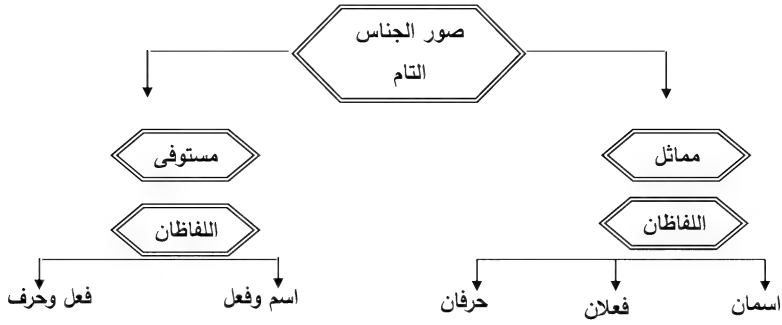 صور الجناس
التام
مماثل
مستوفى
اللفاظان
اللفاظان
اسمان
فعلان
حرفان
اسم وفعل
فعل وحرف